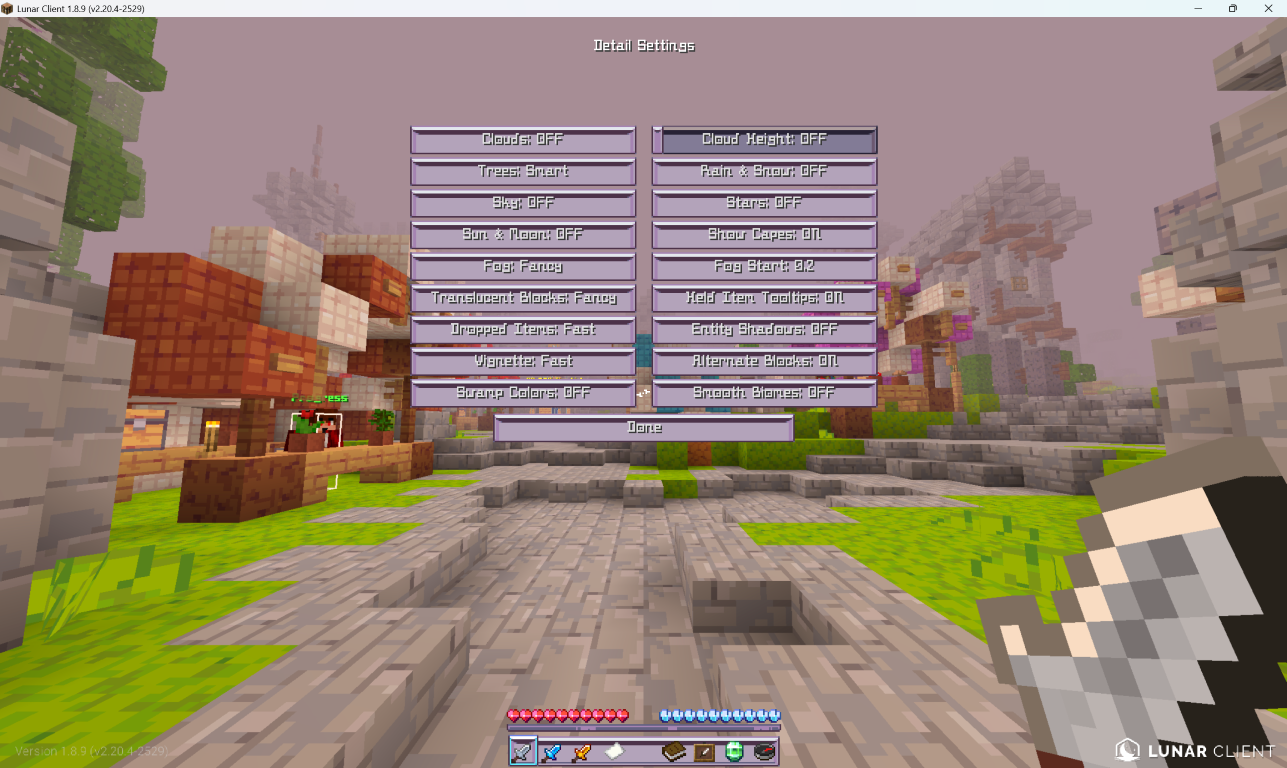 Lunar Client 1.8.9 (v2.20.4-2529)
Detail Settings
Clouds: OFF
Cloud Height: OFF
Trees: Smart
Rain & Snow: OFF
Sky: OFF
Stars: OFF
Sun & Moon: OFF
Show Capes: ON
Fog: Fancy
Fog Start: 0.2
Translucent Blocks: Fancy
Held Item Tooltips: ON
Dropped Items: Fast
Entity Shadows: OFF
Vignette: Fast
Alternate Blocks: ON
Swamp Colors: OFF
Smooth Biomes: OFF
Done
Version 1.8.9 (v2.20.4-2529)
LUNAR CLIENT